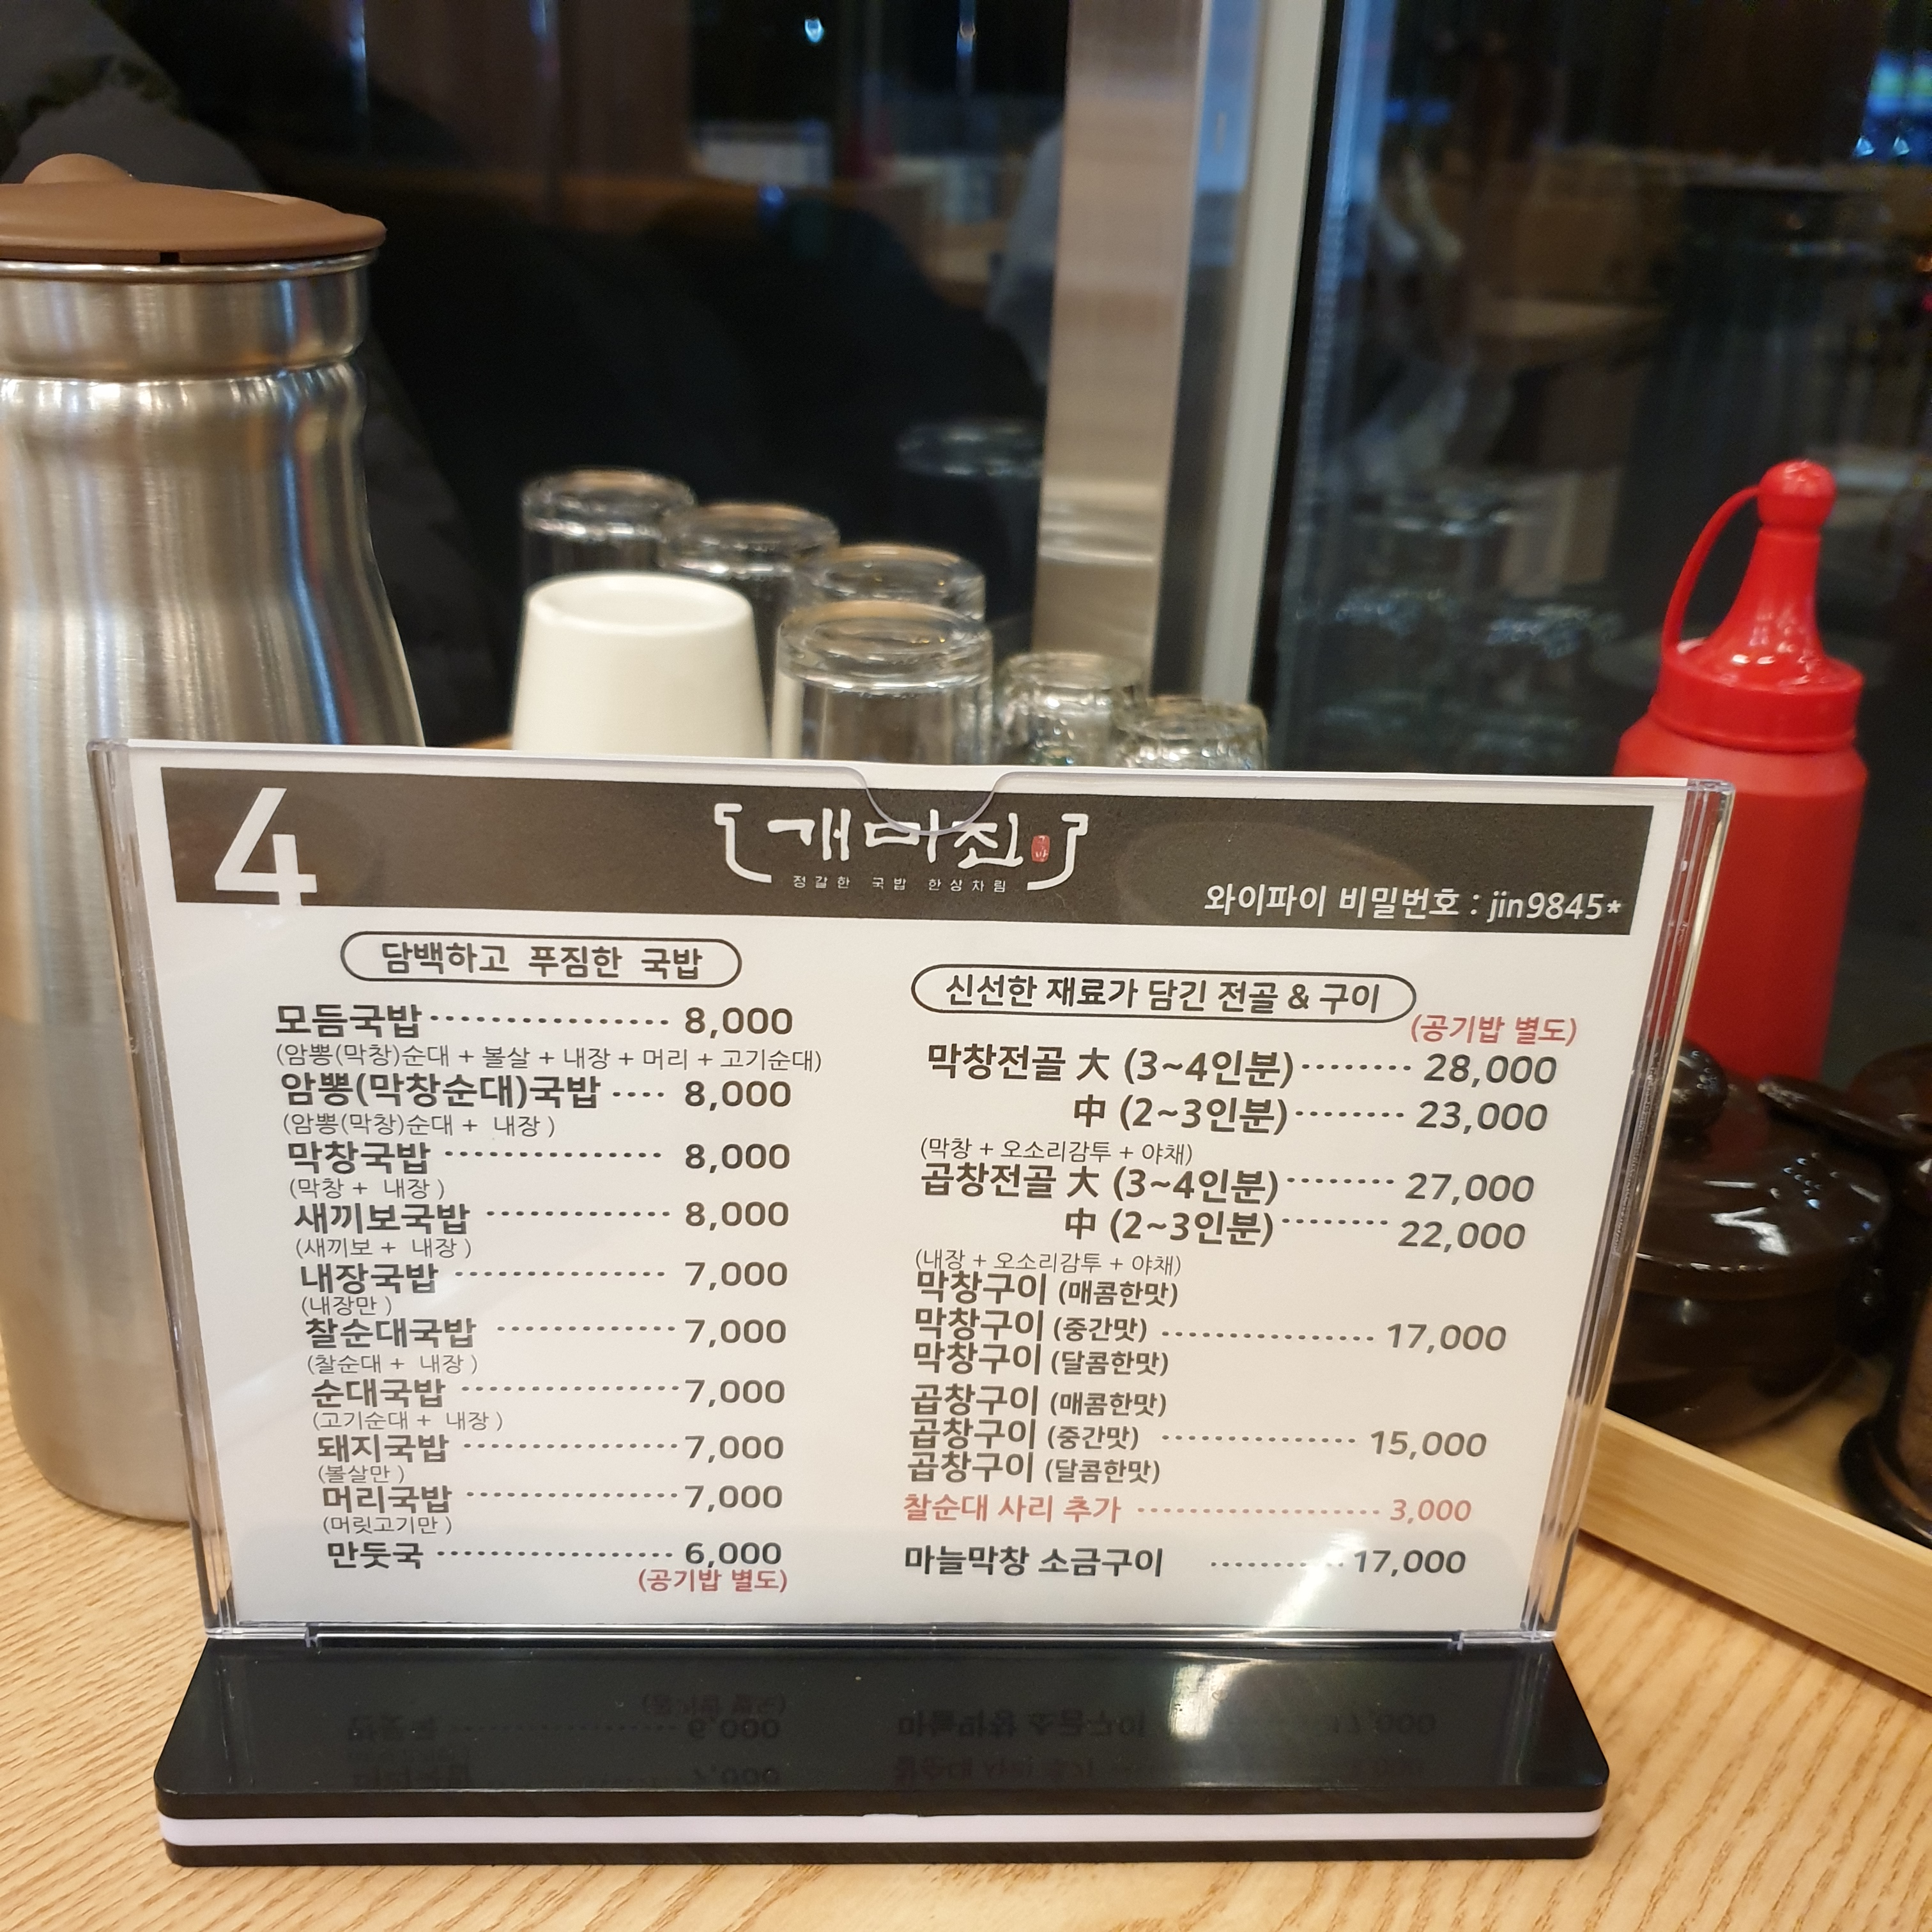 4
개미진 국밥
정갈한 국밥 한상차림
와이파이 비밀번호 : jin9845*
담백하고 푸짐한 국밥
모듬국밥 ················ 8,000
(암뽕(막창)순대 + 볼살 + 내장 + 머리 + 고기순대)
암뽕(막창순대)국밥 ···· 8,000
(암뽕(막창)순대 + 내장 )
막창국밥 ··············· 8,000
(막창 + 내장 )
새끼보국밥 ············· 8,000
(새끼보 + 내장 )
내장국밥 ··············· 7,000
(내장만 )
찰순대국밥 ············· 7,000
(찰순대 + 내장 )
순대국밥 ················ 7,000
(고기순대 + 내장 )
돼지국밥 ················ 7,000
(볼살만 )
머리국밥 ················ 7,000
(머릿고기만 )
만둣국 ·················· 6,000
(공기밥 별도)
신선한 재료가 담긴 전골 & 구이
(공기밥 별도)
막창전골 大 (3~4인분) ········ 28,000
中 (2~3인분) ········ 23,000
(막창 + 오소리감투 + 야채)
곱창전골 大 (3~4인분) ········ 27,000
中 (2~3인분) ········ 22,000
(내장 + 오소리감투 + 야채)
막창구이 (매콤한맛)
막창구이 (중간맛) ················ 17,000
막창구이 (달콤한맛)
곱창구이 (매콤한맛)
곱창구이 (중간맛) ··············· 15,000
곱창구이 (달콤한맛)
찰순대 사리 추가 ··················· 3,000
마늘막창 소금구이 ·········· 17,000